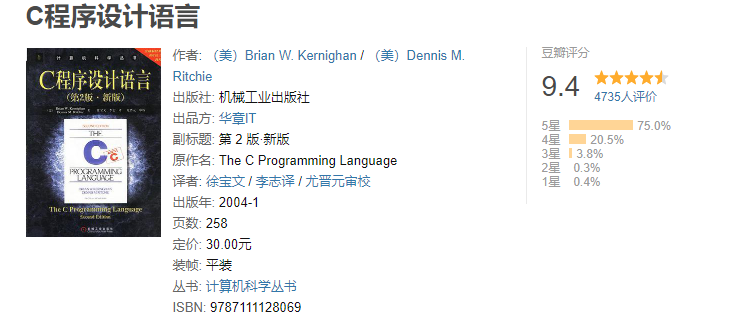 C程序设计语言
计算机科学丛书
C程序设计语言
(第2版·新版)
THE
C
PROGRAMMING
LANGUAGE
The C Programming Language
Second Edition
作者: （美）Brian W. Kernighan / （美）Dennis M.
Ritchie
出版社: 机械工业出版社
出品方: 华章IT
副标题: 第 2 版·新版
原作名: The C Programming Language
译者: 徐宝文 / 李志译 / 尤晋元审校
出版年: 2004-1
页数: 258
定价: 30.00元
装帧: 平装
丛书: 计算机科学丛书
ISBN: 9787111128069
豆瓣评分
9.4
4735人评价
5星 75.0%
4星 20.5%
3星 3.8%
2星 0.3%
1星 0.4%